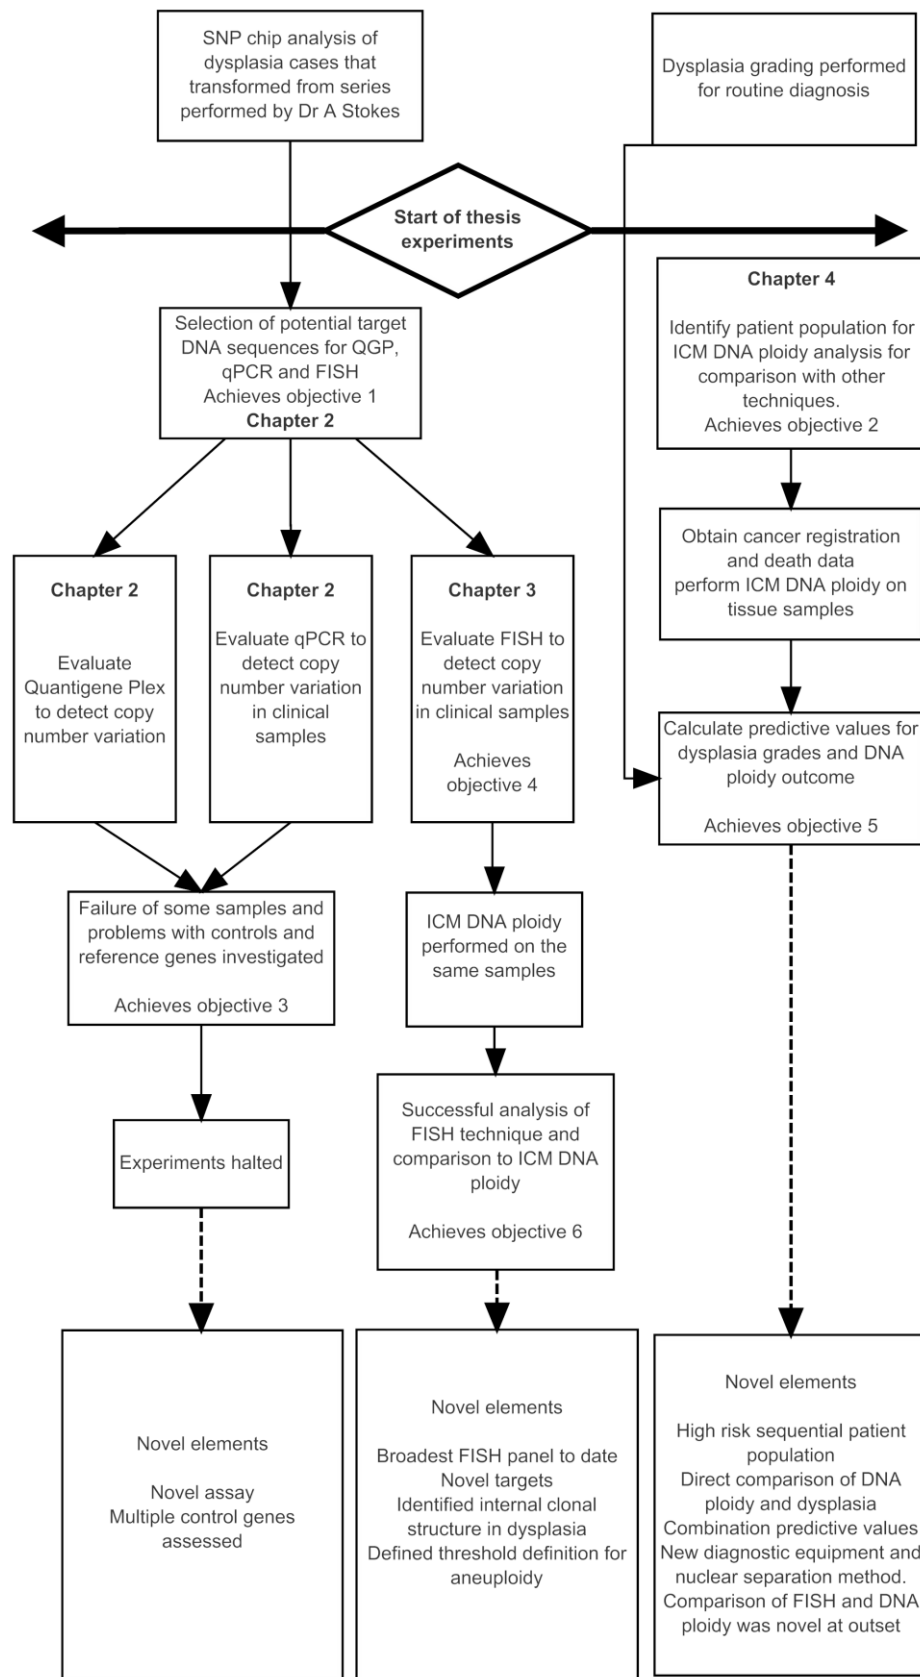 SNP chip analysis of
dysplasia cases that
transformed from series
performed by Dr A Stokes
Dysplasia grading performed
for routine diagnosis
Start of thesis
experiments
Selection of potential target
DNA sequences for QGP,
qPCR and FISH
Achieves objective 1
Chapter 2
Chapter 4
Identify patient population for
ICM DNA ploidy analysis for
comparison with other
techniques.
Achieves objective 2
Chapter 2
Evaluate
Quantigene Plex
to detect copy
number variation
Chapter 2
Evaluate qPCR to
detect copy
number variation
in clinical
samples
Chapter 3
Evaluate FISH to
detect copy
number variation
in clinical samples
Achieves
objective 4
Obtain cancer registration
and death data
perform ICM DNA ploidy on
tissue samples
Calculate predictive values for
dysplasia grades and DNA
ploidy outcome
Achieves objective 5
Failure of some samples and
problems with controls and
reference genes investigated
Achieves objective 3
ICM DNA ploidy
performed on the
same samples
Experiments halted
Successful analysis of
FISH technique and
comparison to ICM DNA
ploidy
Achieves objective 6
Novel elements
Novel assay
Multiple control genes
assessed
Novel elements
Broadest FISH panel to date
Novel targets
Identified internal clonal
structure in dysplasia
Defined threshold definition for
aneuploidy
Novel elements
High risk sequential patient
population
Direct comparison of DNA
ploidy and dysplasia
Combination predictive values
New diagnostic equipment and
nuclear separation method.
Comparison of FISH and DNA
ploidy was novel at outset